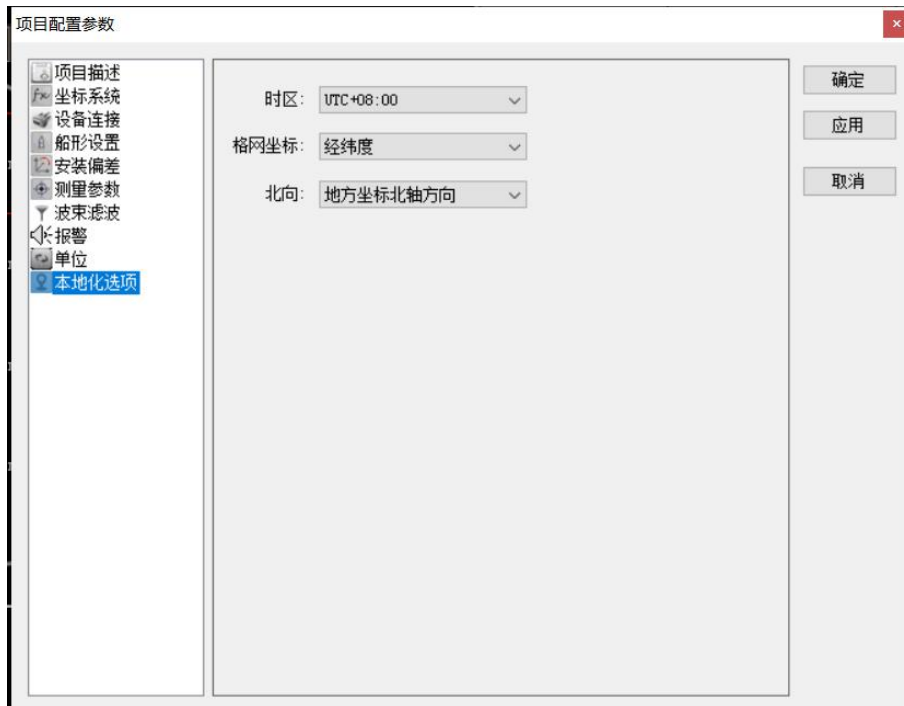 项目配置参数
项目描述
坐标系统
设备连接
船形设置
安装偏差
测里参数
波束滤波
报警
单位
本地化选项
时区: UTC+08:00
格网坐标: 经纬度
北向: 地方坐标北轴方向
确定
应用
取消